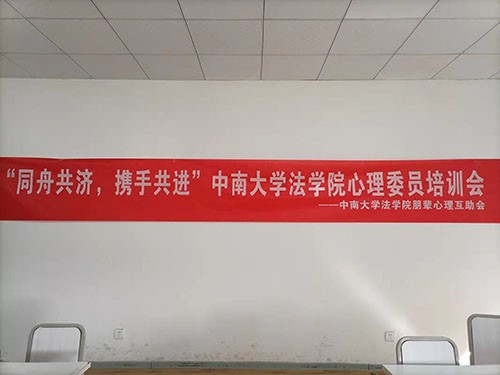 “同舟共济，携手共进”中南大学法学院心理委员培训会
——中南大学法学院朋辈心理互助会